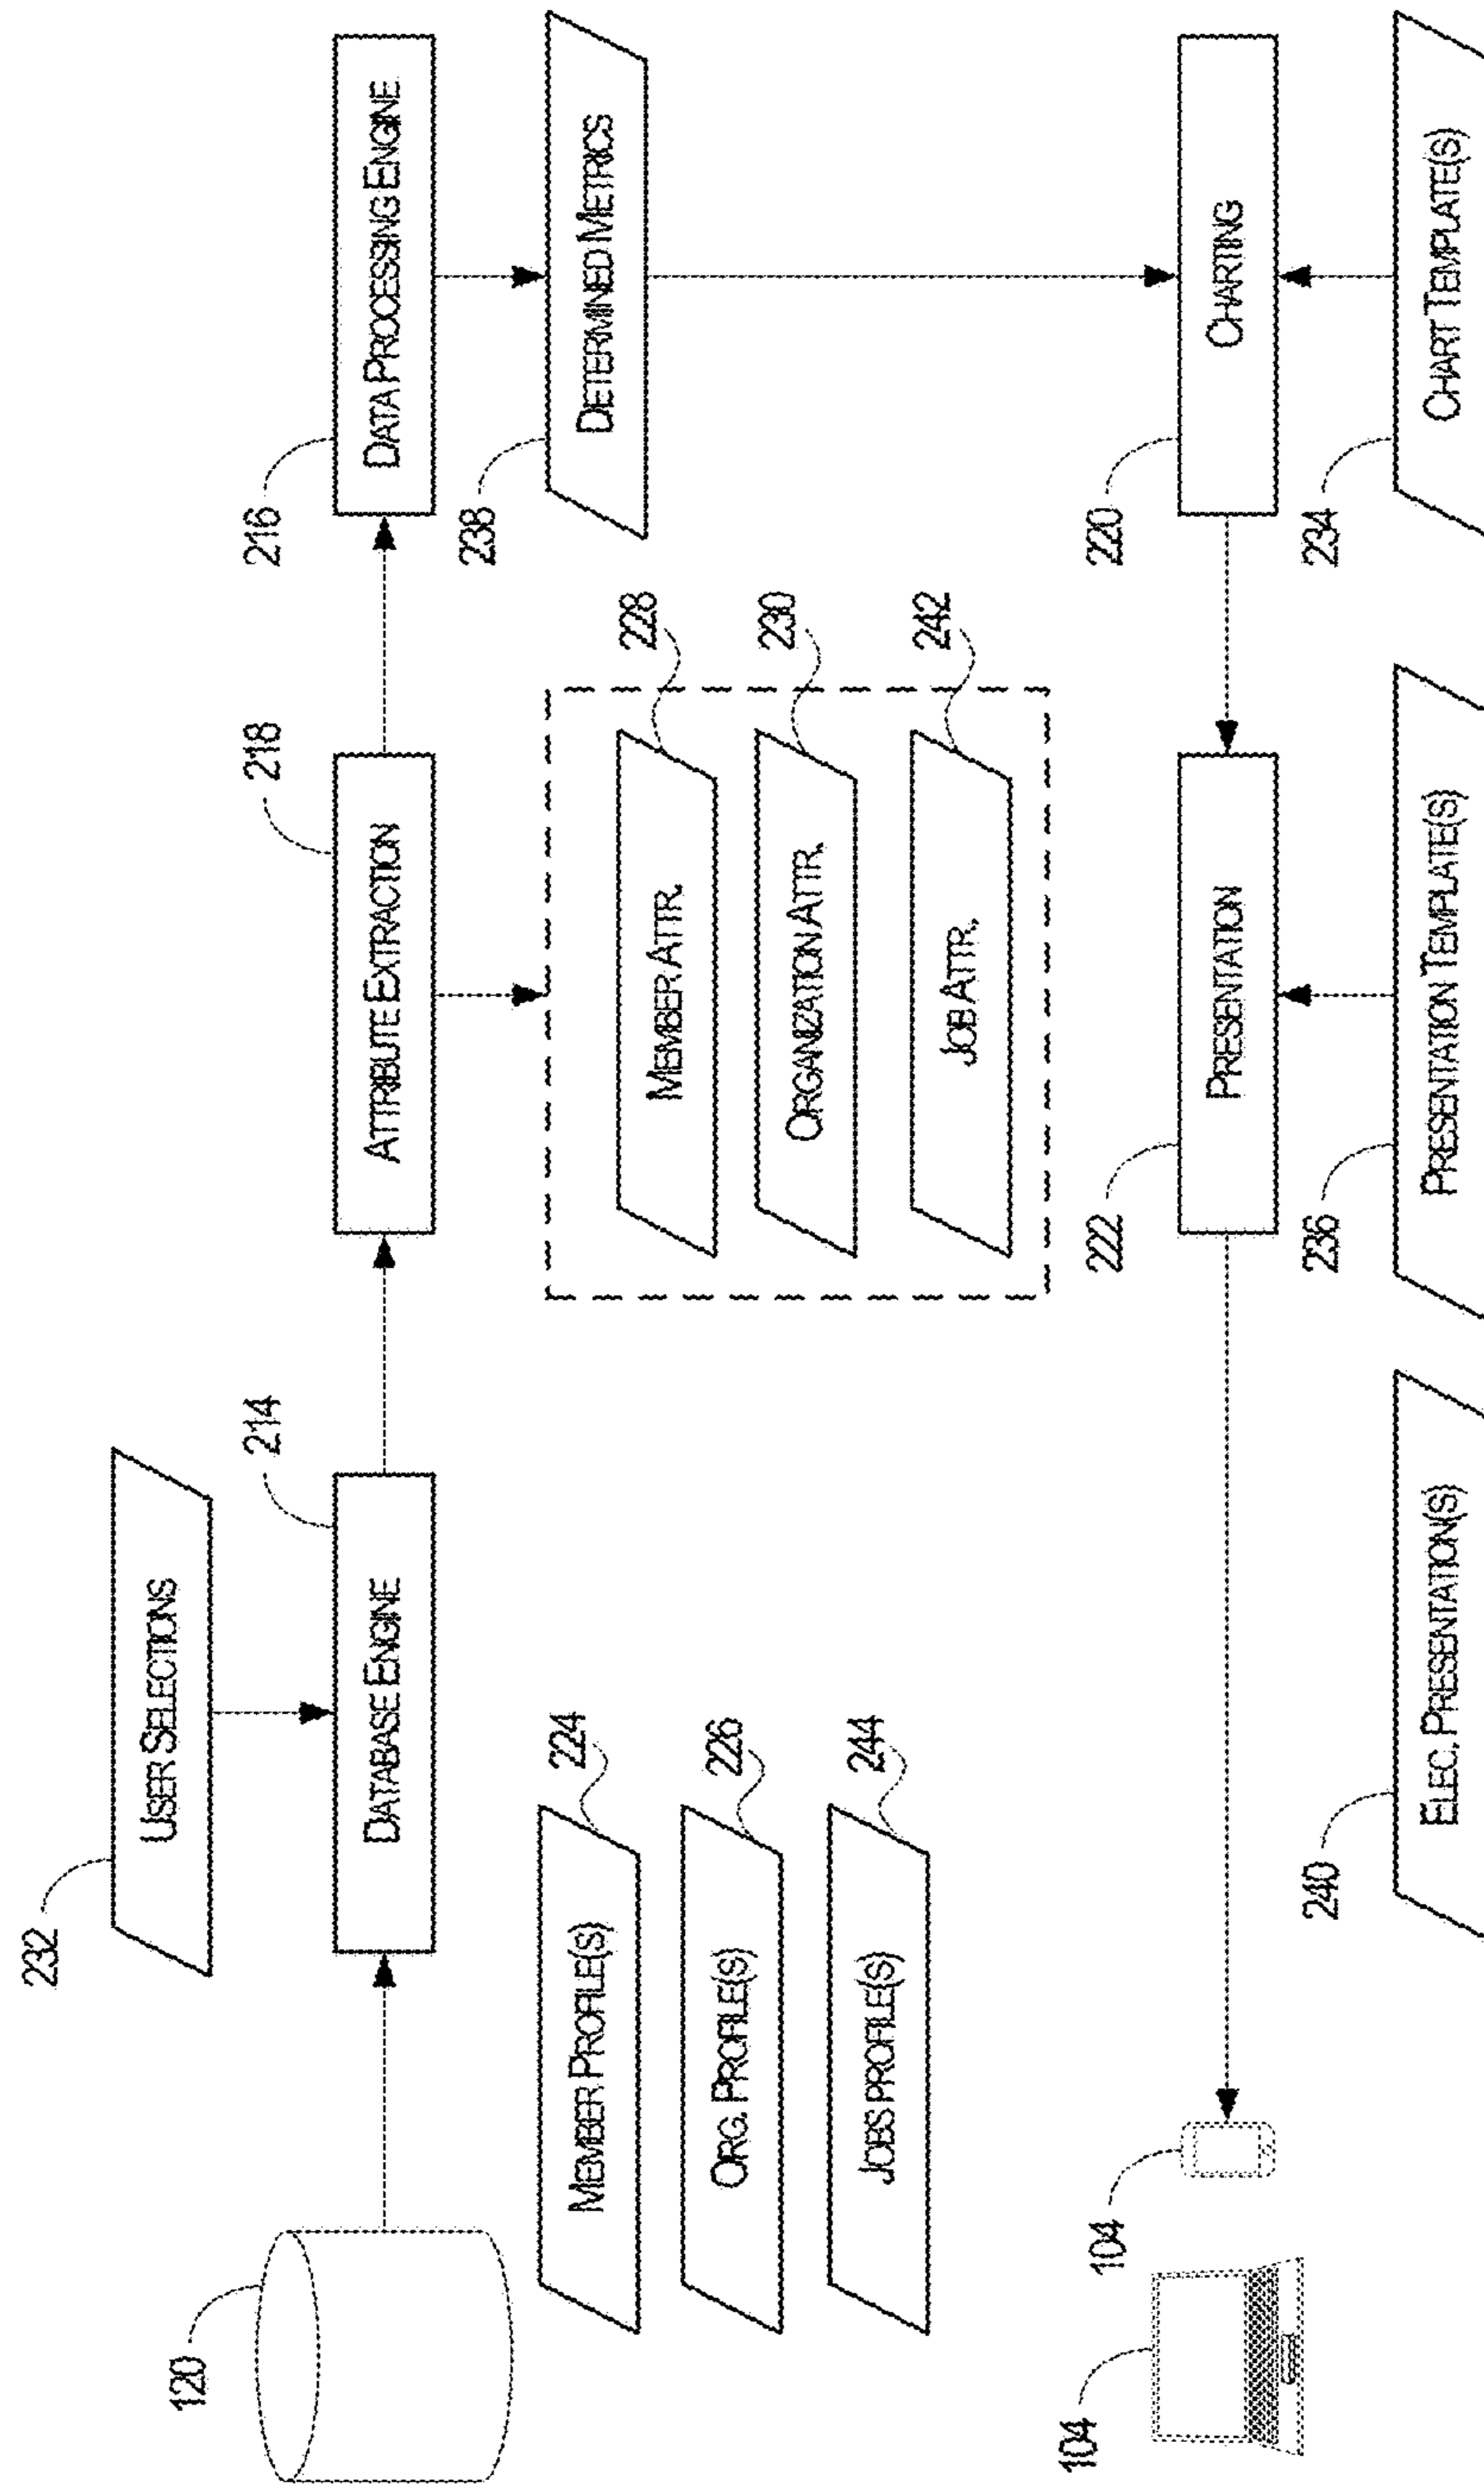 232
USER SELECTIONS
120
214
DATABASE ENGINE
218
ATTRIBUTE EXTRACTION
216
DATA PROCESSING ENGINE
MEMBER PROFILE(S)
224
ORG. PROFILE(S)
226
JOBS PROFILE(S)
244
MEMBER ATTR.
228
ORGANIZATION ATTR.
230
JOB ATTR.
242
238
DETERMINED METRICS
104
104
222
PRESENTATION
220
CHARTING
240
ELEC. PRESENTATION(S)
236
PRESENTATION TEMPLATE(S)
234
CHART TEMPLATE(S)